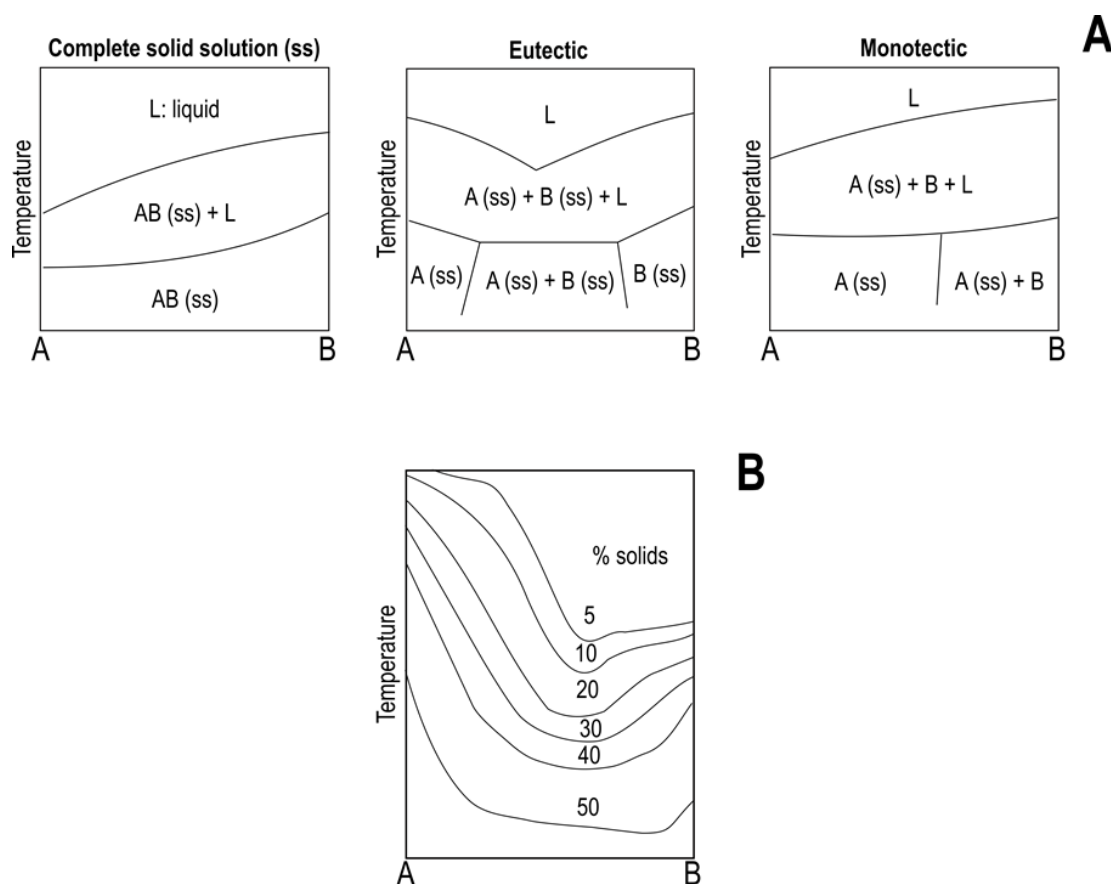 A
Complete solid solution (ss)
Temperature
L: liquid
AB (ss) + L
AB (ss)
A
B
Eutectic
Temperature
L
A (ss) + B (ss) + L
A (ss)
A (ss) + B (ss)
B (ss)
A
B
Monotectic
Temperature
L
A (ss) + B + L
A (ss)
A (ss) + B
A
B
B
Temperature
% solids
5
10
20
30
40
50
A
B